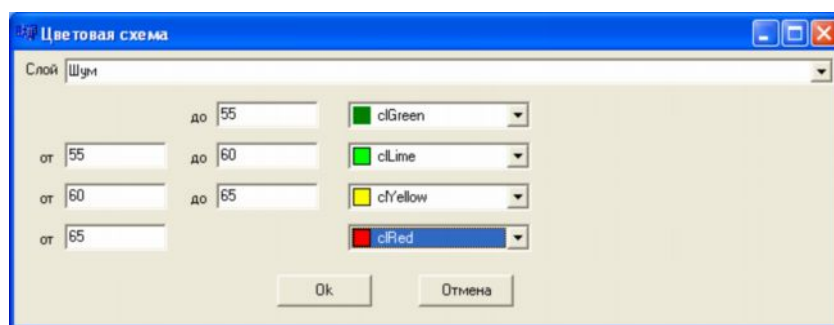 Цветовая схема
Слой Шум
до 55 clGreen
от 55 до 60 clLime
от 60 до 65 clYellow
от 65 clRed
Ok Отмена